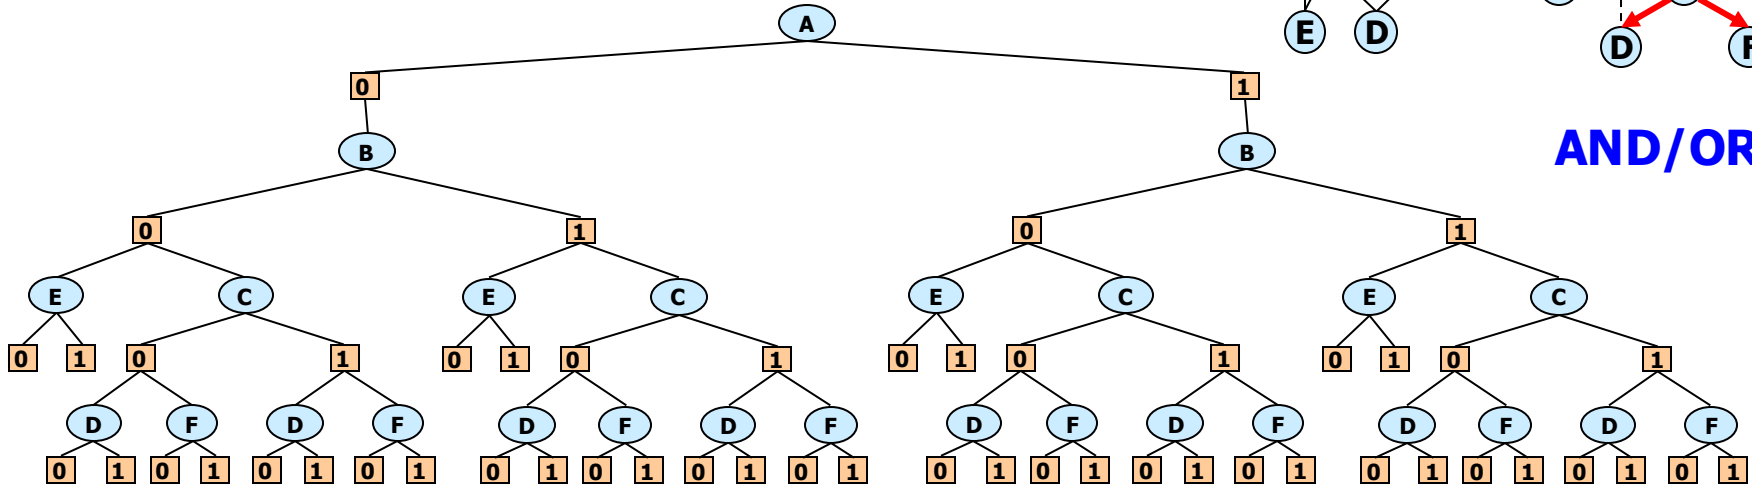 A
E D
D F
0 1
AND/OR
B B
0 1 0 1
E C E C E C E C
0 1 0 1 0 1 0 1 0 1 0 1 0 1 0 1
D F D F D F D F D F D F D F D F
0 1 0 1 0 1 0 1 0 1 0 1 0 1 0 1 0 1 0 1 0 1 0 1 0 1 0 1 0 1 0 1